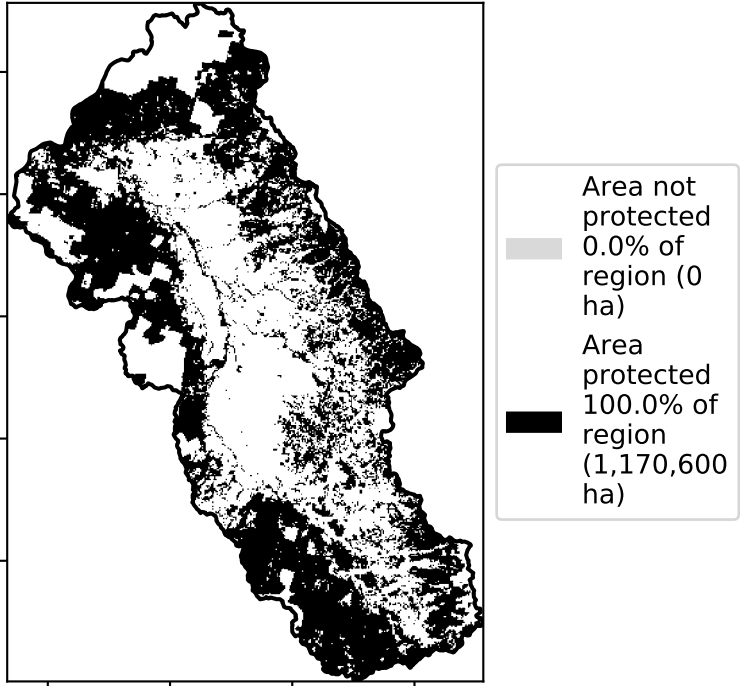 Area not
protected
0.0% of
region (0
ha)
Area
protected
100.0% of
region
(1,170,600
ha)